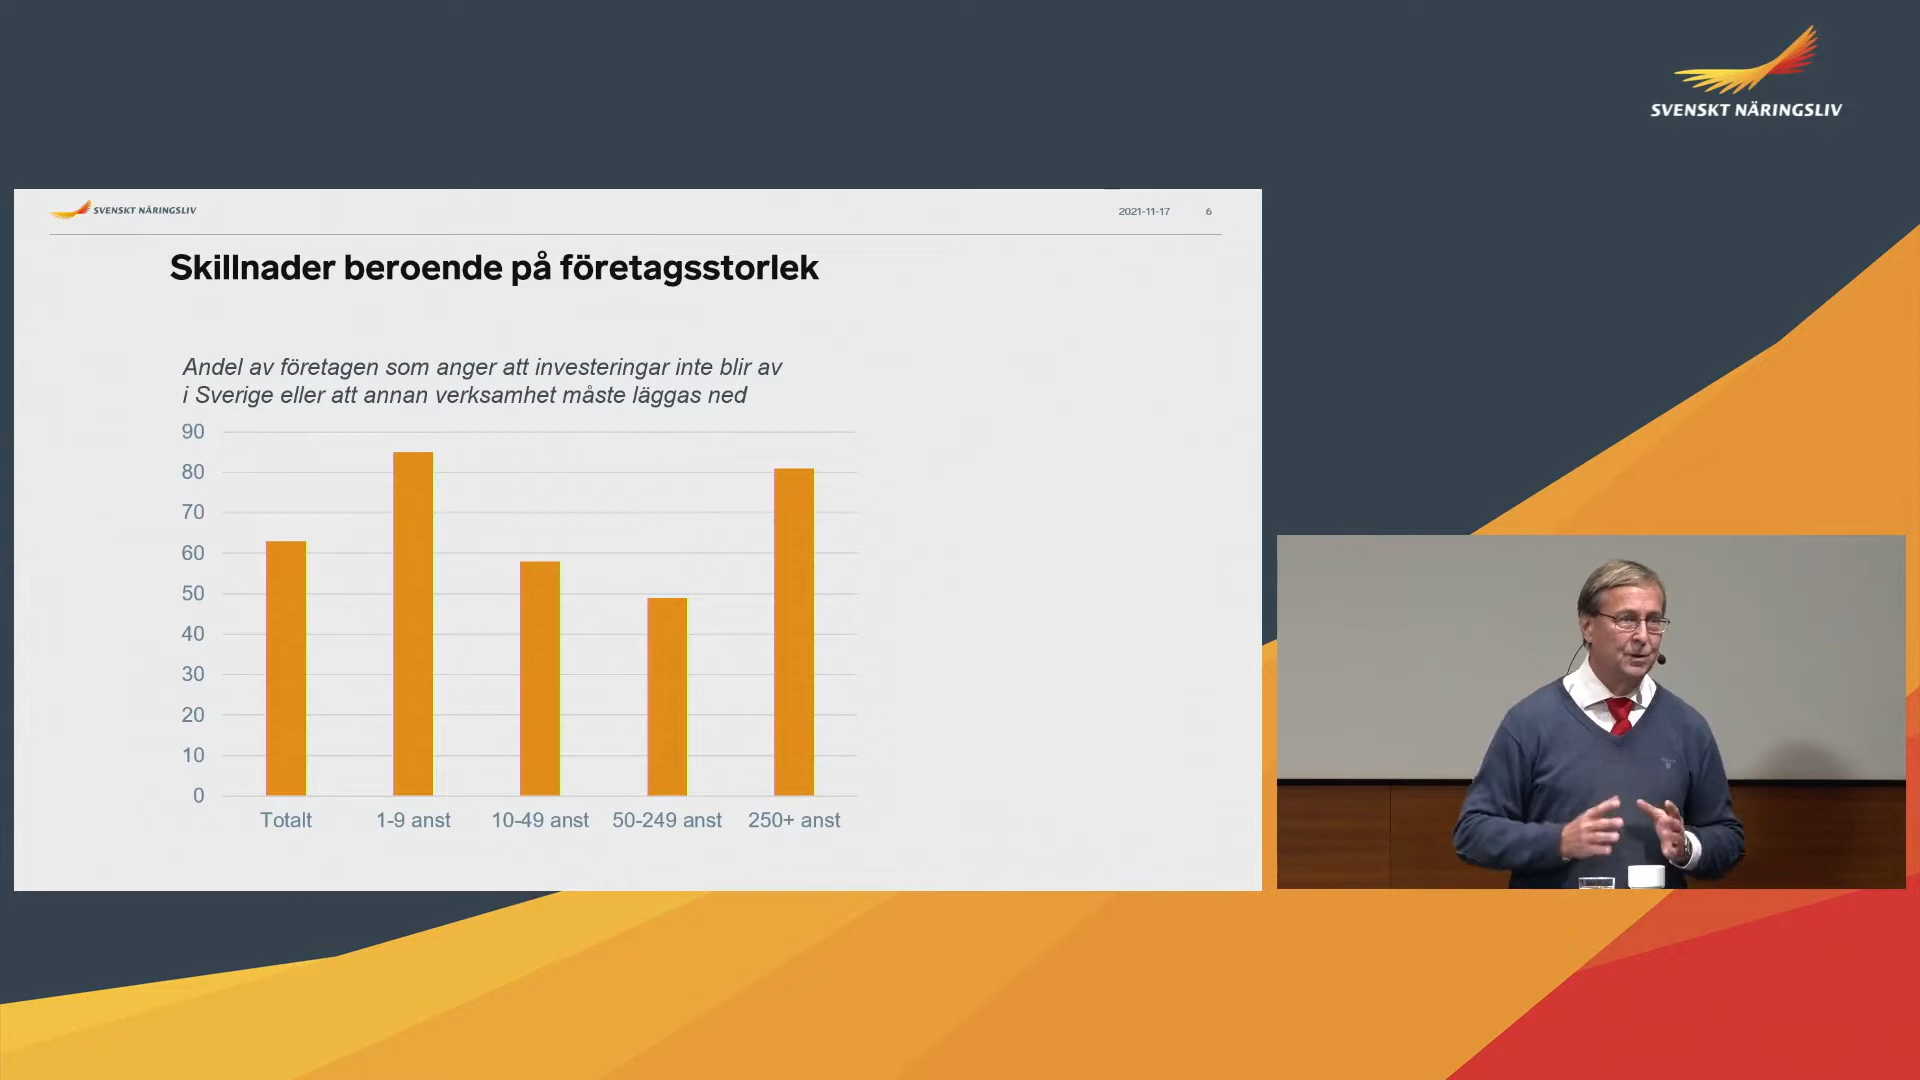 SVENSKT NÄRINGSLIV
SVENSKT NÄRINGSLIV
2021-11-17 6
Skillnader beroende på företagsstorlek
Andel av företagen som anger att investeringar inte blir av
i Sverige eller att annan verksamhet måste läggas ned
90
80
70
60
50
40
30
20
10
0
Totalt 1-9 anst 10-49 anst 50-249 anst 250+ anst